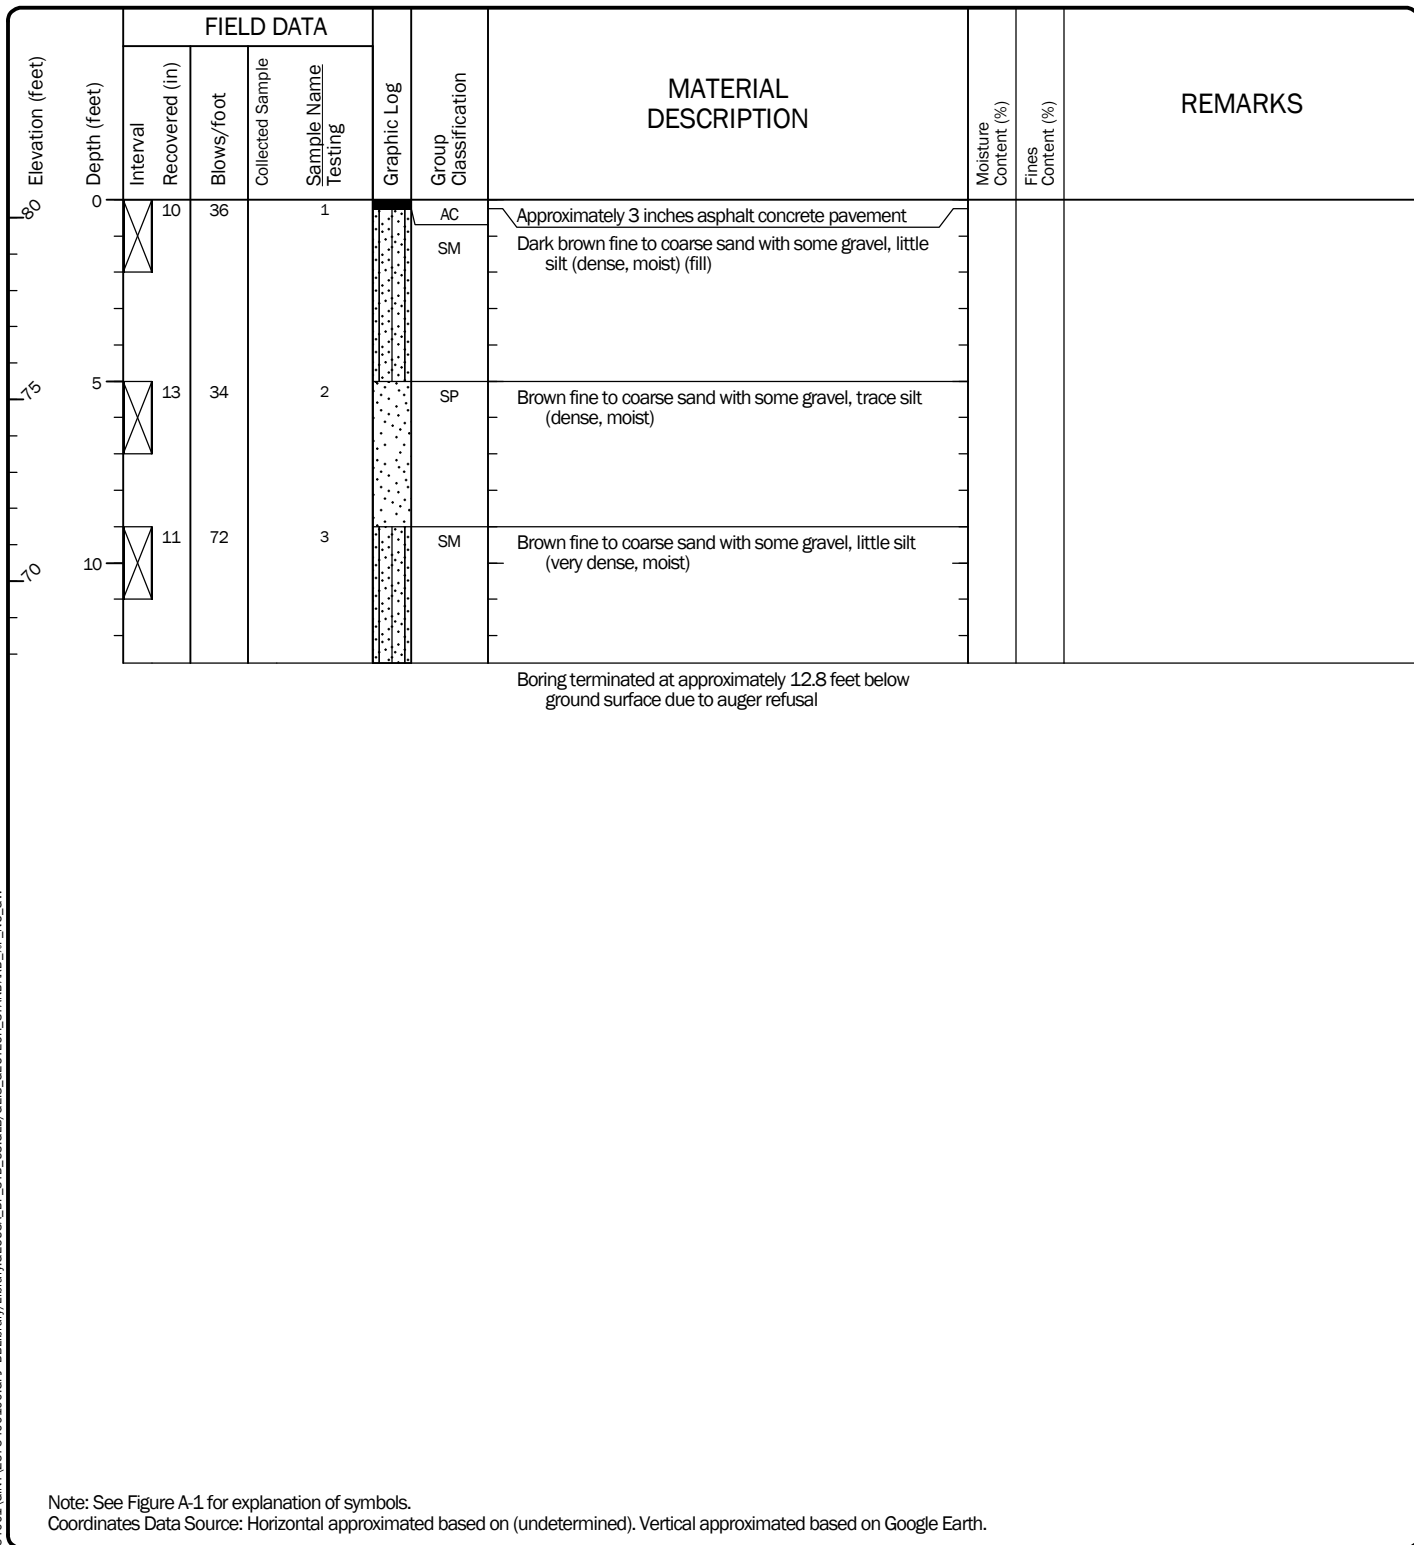 FIELD DATA
Elevation (feet)
Depth (feet)
Interval
Recovered (in)
Blows/foot
Collected Sample
Sample Name
Testing
Graphic Log
Group
Classification
MATERIAL
DESCRIPTION
Moisture
Content (%)
Fines
Content (%)
REMARKS
80
0
10 36 1
AC
Approximately 3 inches asphalt concrete pavement
SM
Dark brown fine to coarse sand with some gravel, little
silt (dense, moist) (fill)
75
5
13 34 2
SP
Brown fine to coarse sand with some gravel, trace silt
(dense, moist)
11 72 3
SM
Brown fine to coarse sand with some gravel, little silt
(very dense, moist)
70
10
Boring terminated at approximately 12.8 feet below
ground surface due to auger refusal
Note: See Figure A-1 for explanation of symbols.
Coordinates Data Source: Horizontal approximated based on (undetermined). Vertical approximated based on Google Earth.